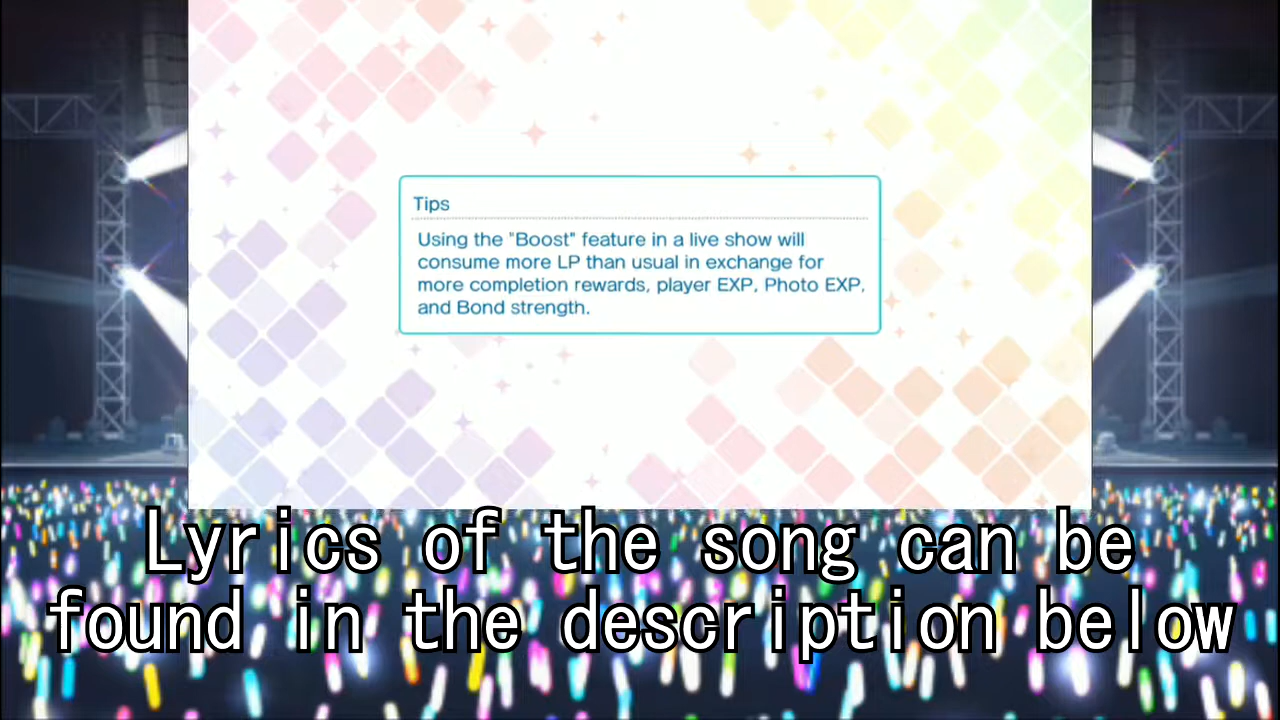 Tips
Using the "Boost" feature in a live show will
consume more LP than usual in exchange for
more completion rewards, player EXP, Photo EXP,
and Bond strength.
Lyrics of the song can be
found in the description below